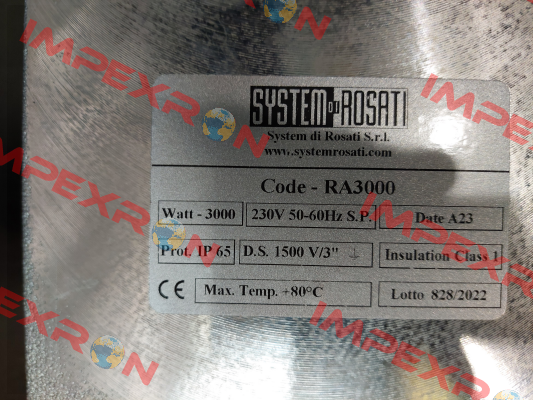 SYSTEM DI ROSATI
System di Rosati S.r.l.
www.systemrosati.com
Code - RA3000
Watt - 3000 230V 50-60Hz S.P. Date A23
Prot. IP 65 D.S. 1500 V/3" Insulation Class 1
CE Max. Temp. +80°C Lotto 828/2022
IMPEXRON
IMPEXRON
IMPEXRON
IMPEXRON
IMPEXRON